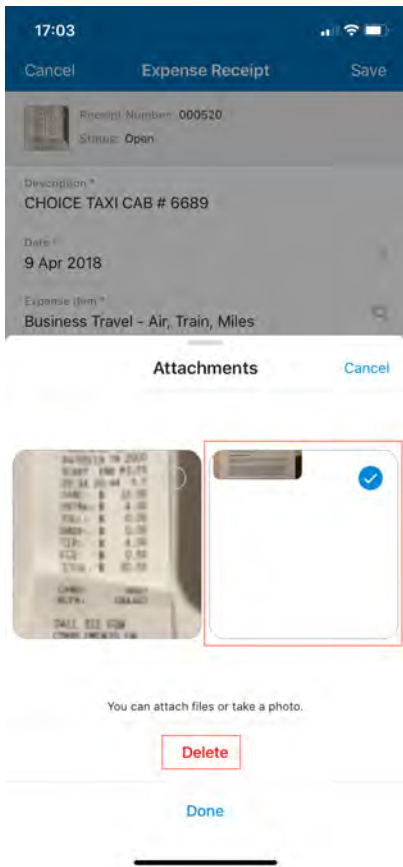 17:03
Cancel Expense Receipt Save
Receipt Number: 000520
Status: Open
Description *
CHOICE TAXI CAB # 6689
Date *
9 Apr 2018
Expense Item *
Business Travel - Air, Train, Miles
Attachments Cancel
You can attach files or take a photo.
Delete
Done